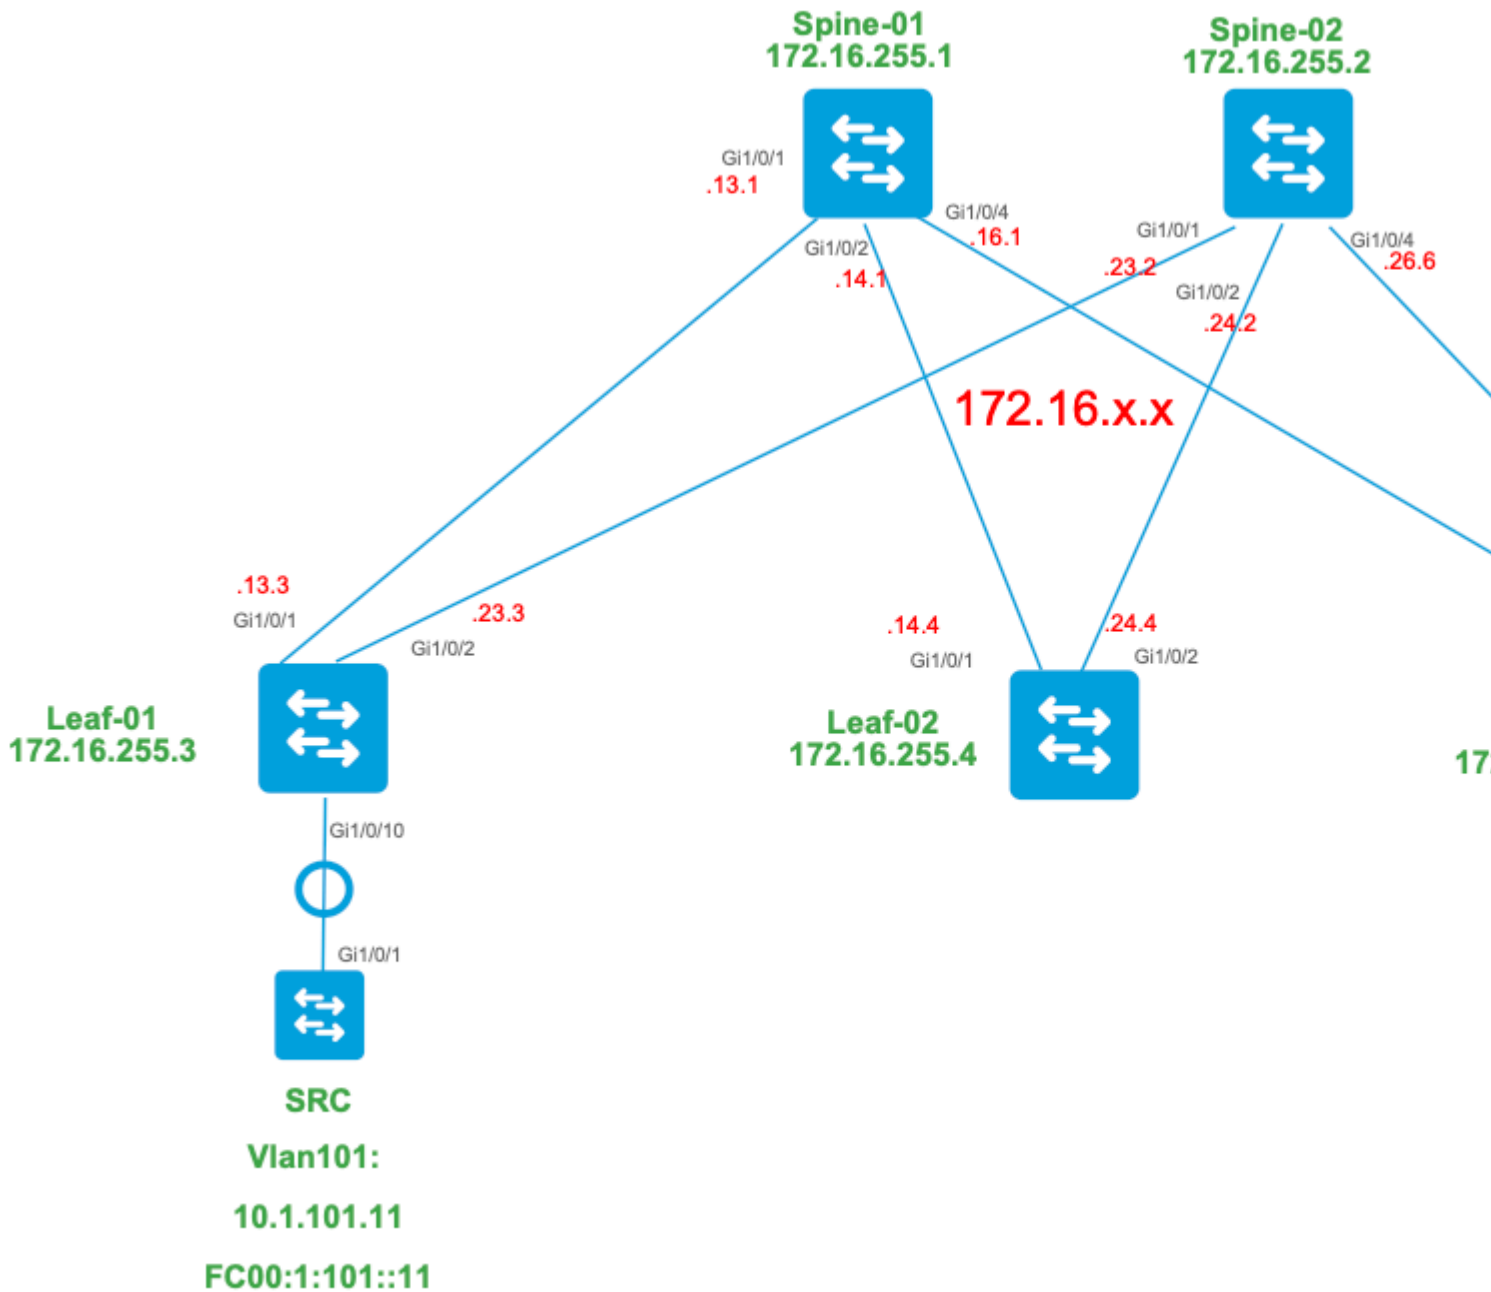 Spine-01
172.16.255.1
Spine-02
172.16.255.2
Gi1/0/1
.13.1
Gi1/0/4
.16.1
Gi1/0/2
.14.1
Gi1/0/1
.23.2
Gi1/0/4
.26.6
Gi1/0/2
.24.2
172.16.x.x
.13.3
Gi1/0/1
.23.3
Gi1/0/2
.14.4
Gi1/0/1
.24.4
Gi1/0/2
Leaf-01
172.16.255.3
Leaf-02
172.16.255.4
Gi1/0/10
Gi1/0/1
SRC
Vlan101:
10.1.101.11
FC00:1:101::11